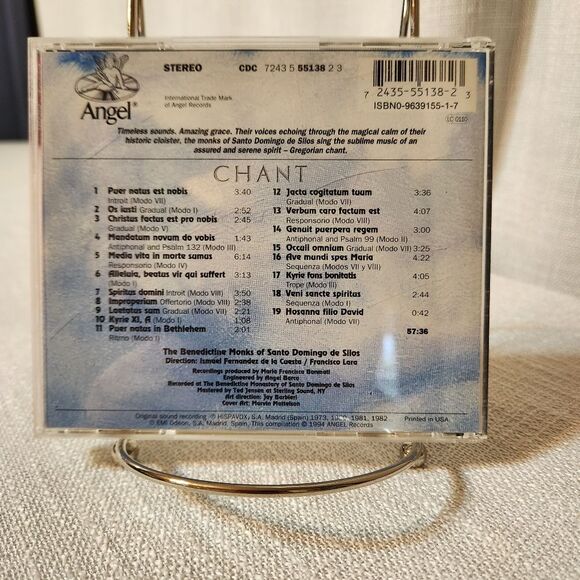 STEREO
CDC 7243 5 55138 2 3
7 2435-55138-2 3
ISBN0-9639155-1-7
LC 0110
Angel®
International Trade Mark
of Angel Records
Timeless sounds. Amazing grace. Their voices echoing through the magical calm of their
historic cloister, the monks of Santo Domingo de Silos sing the sublime music of an
assured and serene spirit – Gregorian chant.
CHANT
1 Puer natus est nobis 3:40
Introit (Modo VII)
2 Os iusti Gradual (Modo I) 2:52
3 Christus factus est pro nobis 2:45
Gradual (Modo V)
4 Mandatum novum do vobis 1:43
Antiphonal and Psalm 132 (Modo III)
5 Media vita in morte sumus 6:14
Responsorio (Modo IV)
6 Alleluia, beatus vir qui suffert 3:13
(Modo I)
7 Spiritus domini Introit (Modo VIII) 3:50
8 Improperium Offertorio (Modo VIII) 2:38
9 Laetatus sum Gradual (Modo VII) 2:21
10 Kyrie XI, A (Modo I) 1:08
11 Puer natus in Bethlehem 2:01
Ritmo (Modo I)
12 Jacta cogitatum tuum 3:36
Gradual (Modo VII)
13 Verbum caro factum est 4:07
Responsorio (Modo VIII)
14 Genuit puerpera regem 3:00
Antiphonal and Psalm 99 (Modo II)
15 Occali omnium Gradual (Modo VII) 3:25
16 Ave mundi spes Maria 4:22
Sequenza (Modos VII y VIII)
17 Kyrie fons bonitatis 4:05
Trope (Modo III)
18 Veni sancte spiritus 2:44
Sequenza (Modo I)
19 Hosanna filio David 0:42
Antiphonal (Modo VII)
57:36
The Benedictine Monks of Santo Domingo de Silos
Direction: Ismael Fernandez de la Cuesta / Francisco Lara
Recordings produced by Maria Francisca Bonmati
Engineered by Angel Barco
Recorded at The Benedictine Monastery of Santo Domingo de Silos
Mastered by Ted Jensen at Sterling Sound, NY
Art direction: Jay Barbieri
Cover Art: Marvin Mattelson
Original sound recording ℗ HISPAVOX, S.A. Madrid (Spain) 1973, 1981, 1982
© EMI Odeon, S.A. Madrid, Spain. This compilation © 1994 ANGEL Records
Printed in USA.